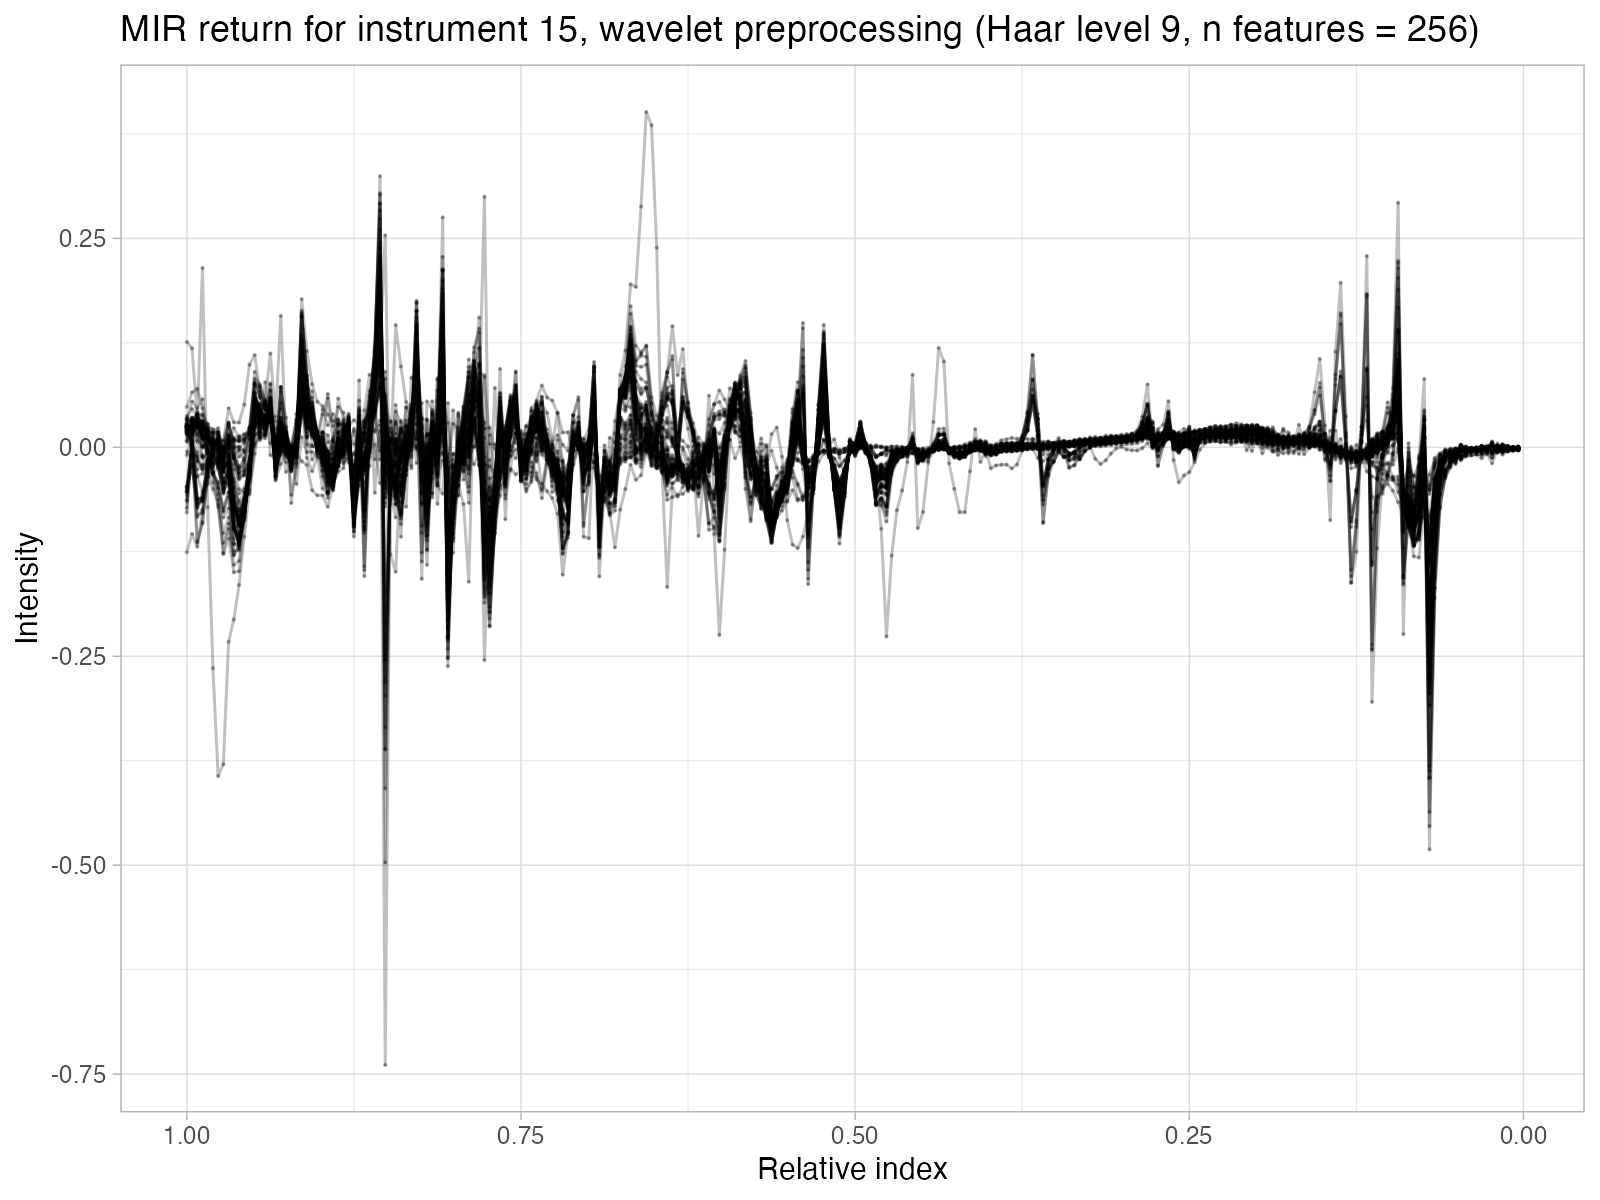 MIR return for instrument 15, wavelet preprocessing (Haar level 9, n features = 256)
Intensity
0.25
0.00
-0.25
-0.50
-0.75
1.00 0.75 0.50 0.25 0.00
Relative index